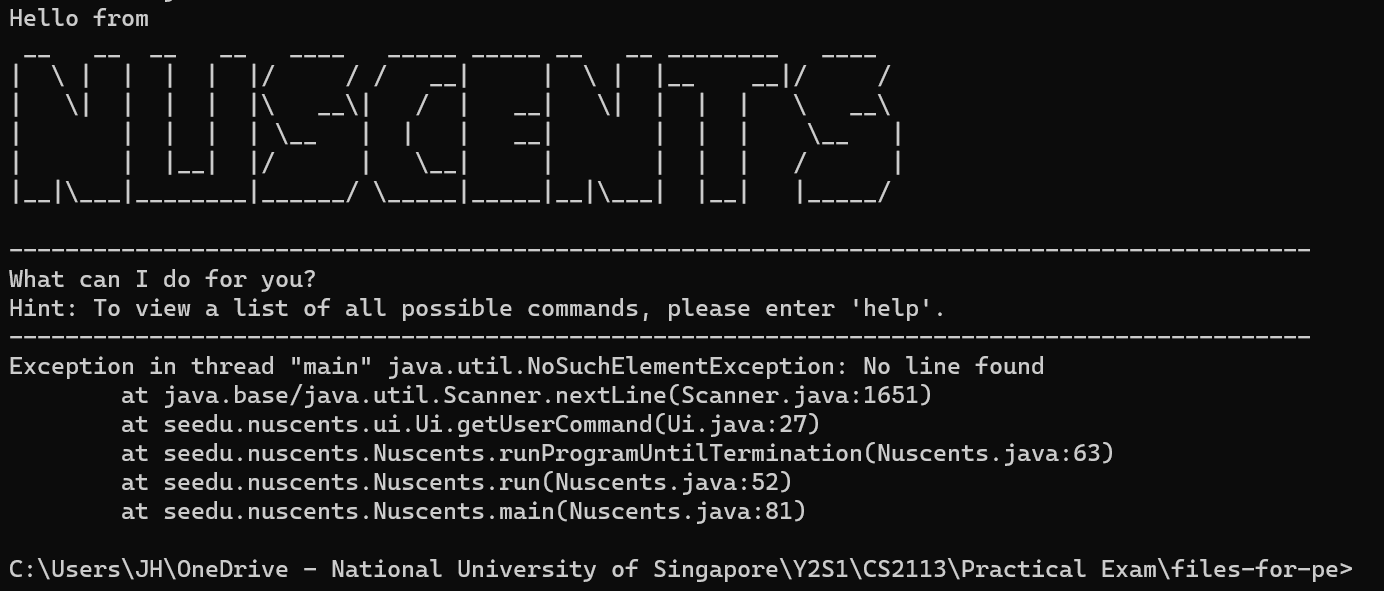 Hello from
 __   __  __   __   ____   _____ _____ __   __ ________   ____
|  \ |  |  |  |  |/     / /   __|     |  \ |  |__    __|/     /
|   \|  |  |  |  |\   __\|   /  |   __|   \|  |  |  |   \   __\
|       |  |  |  | \__   |  |   |   __|       |  |  |    \__   |
|       |  |__|  |/      |   \__|     |       |  |  |   /      |
|__|\___|________|______/ \_____|_____|__|\___|  |__|   |_____/
_____________________________________________________________________________________________
What can I do for you?
Hint: To view a list of all possible commands, please enter 'help'.
_____________________________________________________________________________________________
Exception in thread "main" java.util.NoSuchElementException: No line found
        at java.base/java.util.Scanner.nextLine(Scanner.java:1651)
        at seedu.nuscents.ui.Ui.getUserCommand(Ui.java:27)
        at seedu.nuscents.Nuscents.runProgramUntilTermination(Nuscents.java:63)
        at seedu.nuscents.Nuscents.run(Nuscents.java:52)
        at seedu.nuscents.Nuscents.main(Nuscents.java:81)
C:\Users\JH\OneDrive - National University of Singapore\Y2S1\CS2113\Practical Exam\files-for-pe>